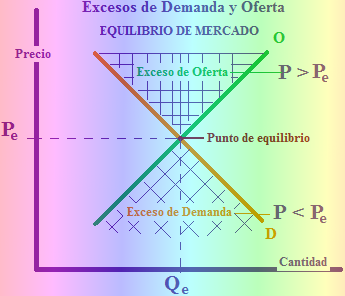 Excesos de Demanda y Oferta
EQUILIBRIO DE MERCADO
O
Precio
Exceso de Oferta
P > Pe
Pe
Punto de equilibrio
Exceso de Demanda
P < Pe
D
Cantidad
Qe